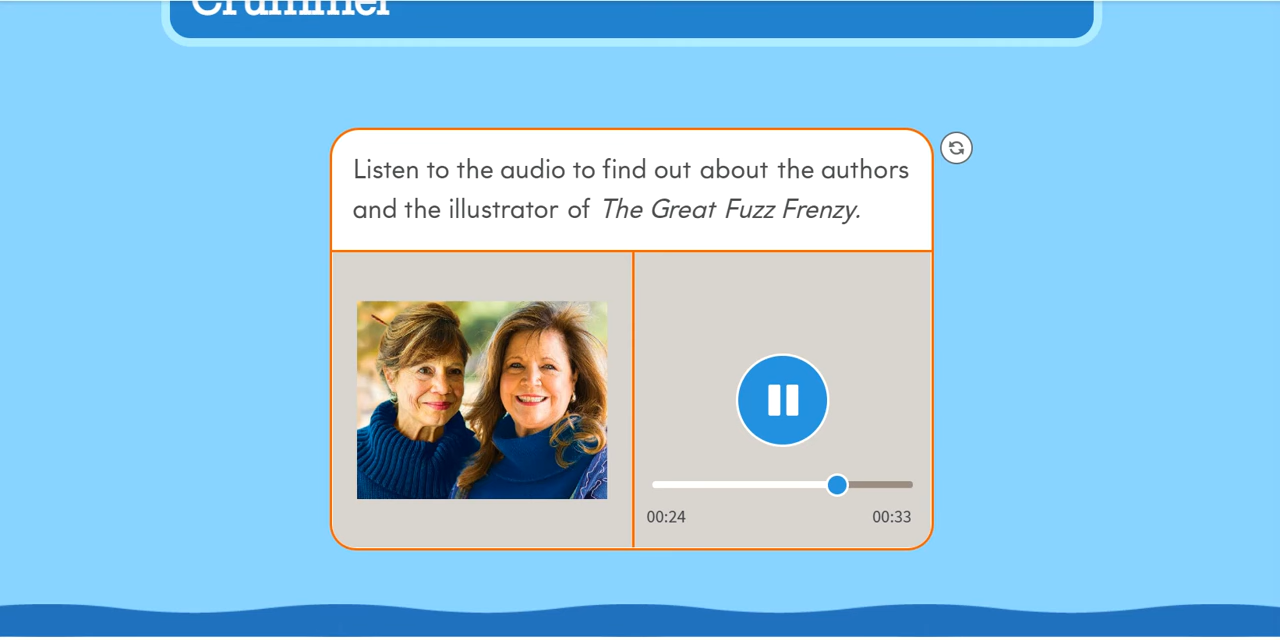 Crummel
Listen to the audio to find out about the authors
and the illustrator of The Great Fuzz Frenzy.
00:24
00:33